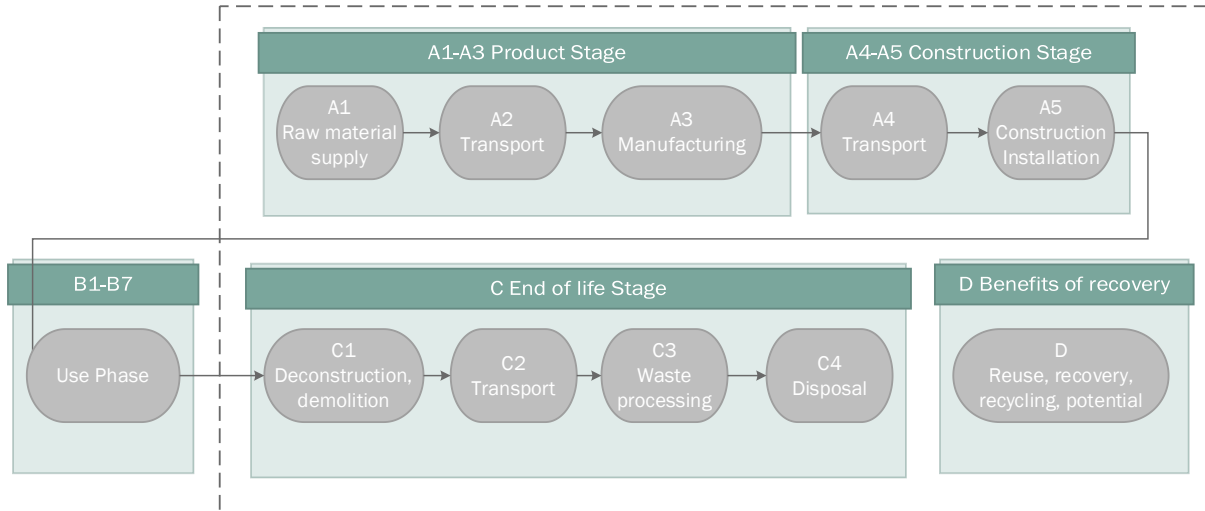 A1-A3 Product Stage
A4-A5 Construction Stage
A1
Raw material
supply
A2
Transport
A3
Manufacturing
A4
Transport
A5
Construction
Installation
B1-B7
C End of life Stage
D Benefits of recovery
Use Phase
C1
Deconstruction,
demolition
C2
Transport
C3
Waste
processing
C4
Disposal
D
Reuse, recovery,
recycling, potential